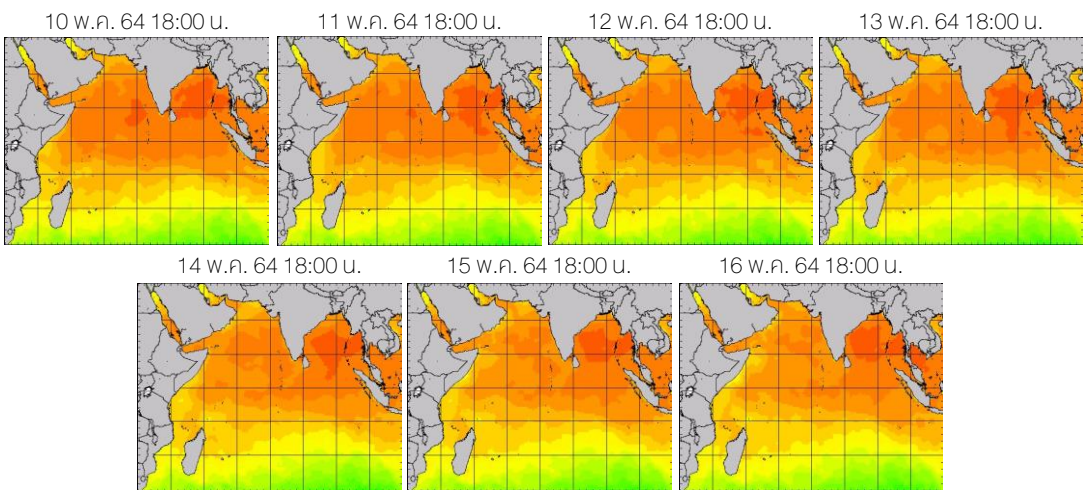 10 พ.ค. 64 18:00 น.
11 พ.ค. 64 18:00 น.
12 พ.ค. 64 18:00 น.
13 พ.ค. 64 18:00 น.
14 พ.ค. 64 18:00 น.
15 พ.ค. 64 18:00 น.
16 พ.ค. 64 18:00 น.